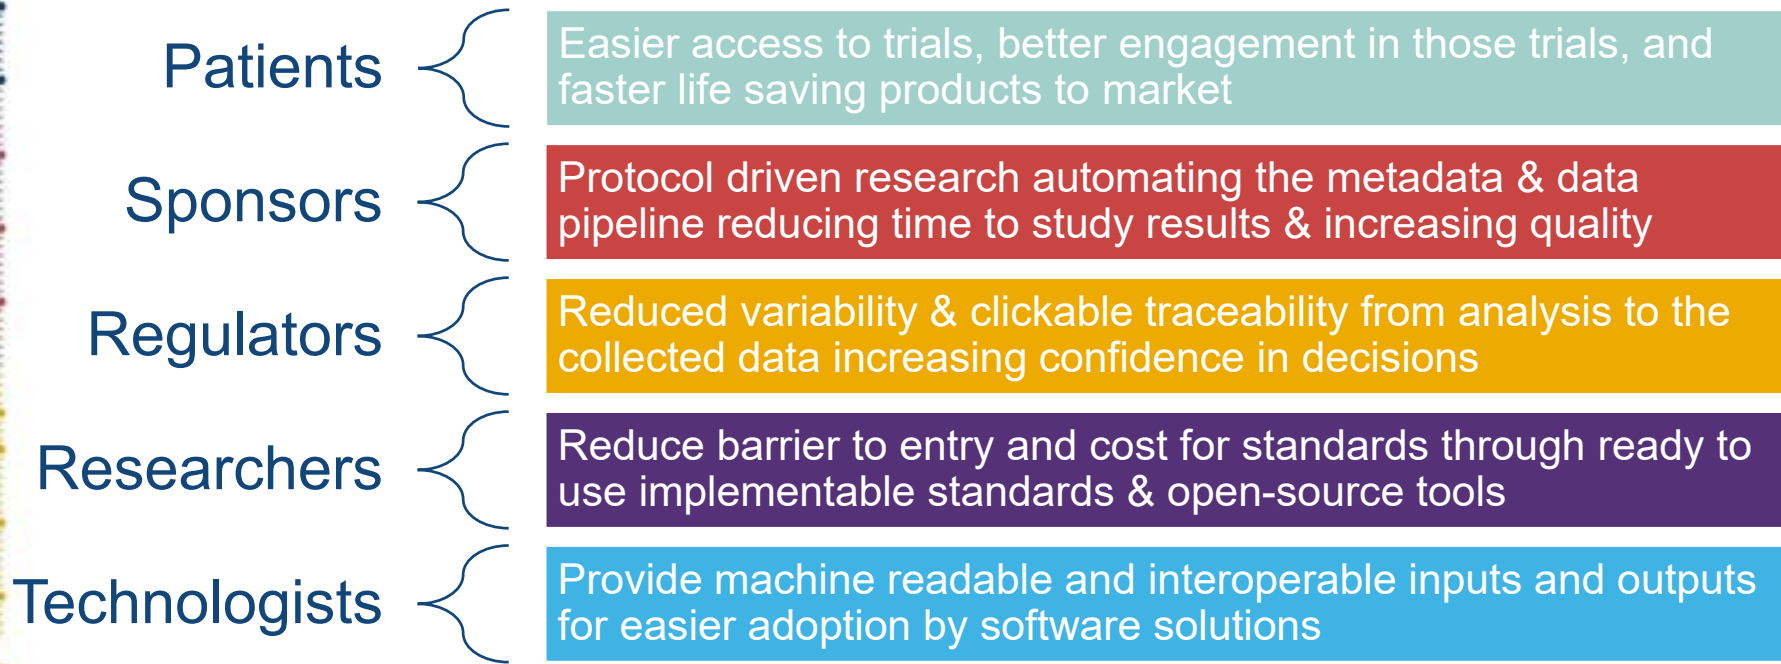 Patients
Easier access to trials, better engagement in those trials, and
faster life saving products to market
Sponsors
Protocol driven research automating the metadata & data
pipeline reducing time to study results & increasing quality
Regulators
Reduced variability & clickable traceability from analysis to the
collected data increasing confidence in decisions
Researchers
Reduce barrier to entry and cost for standards through ready to
use implementable standards & open-source tools
Technologists
Provide machine readable and interoperable inputs and outputs
for easier adoption by software solutions